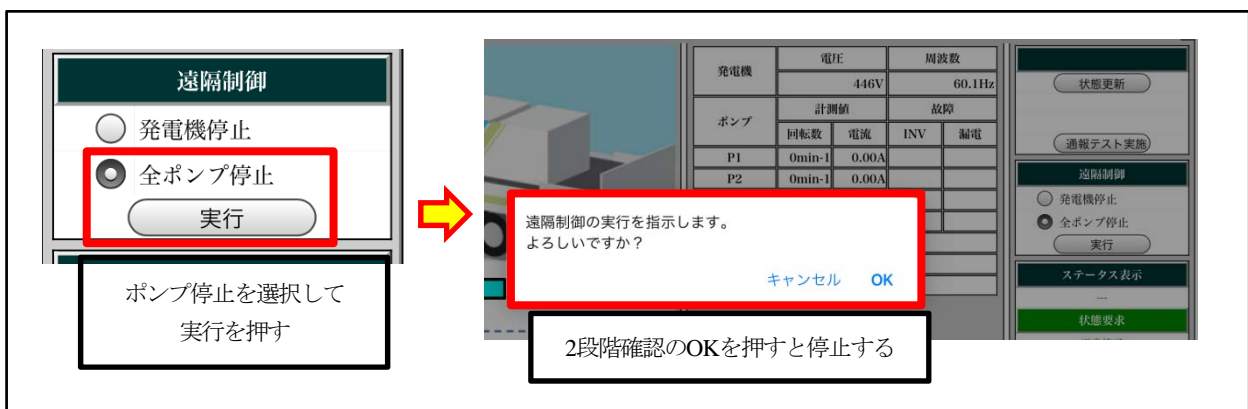 遠隔制御
発電機停止
全ポンプ停止
実行
ポンプ停止を選択して
実行を押す
発電機 電圧 周波数
446V 60.1Hz
ポンプ 計測値 故障
回転数 電流 INV 漏電
P1 0min-1 0.00A
P2 0min-1 0.00A
遠隔制御の実行を指示します。
よろしいですか？
キャンセル OK
状態更新
通報テスト実施
遠隔制御
発電機停止
全ポンプ停止
実行
ステータス表示
---
状態要求
2段階確認のOKを押すと停止する